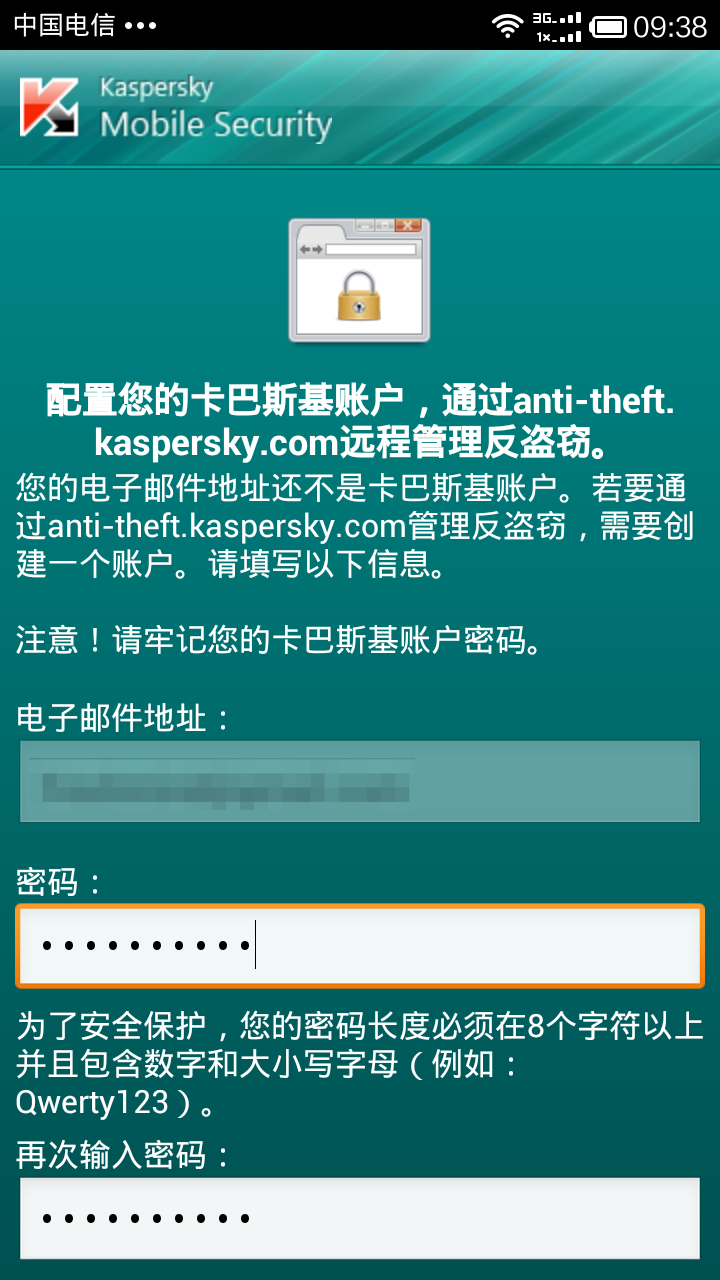 中国电信 •••
3G
1x
09:38
Kaspersky
Mobile Security
配置您的卡巴斯基账户，通过anti-theft.
kaspersky.com远程管理反盗窃。
您的电子邮件地址还不是卡巴斯基账户。若要通
过anti-theft.kaspersky.com管理反盗窃，需要创
建一个账户。请填写以下信息。
注意！请牢记您的卡巴斯基账户密码。
电子邮件地址：
密码：
••••••••••
为了安全保护，您的密码长度必须在8个字符以上
并且包含数字和大小写字母（例如：
Qwerty123）。
再次输入密码：
••••••••••